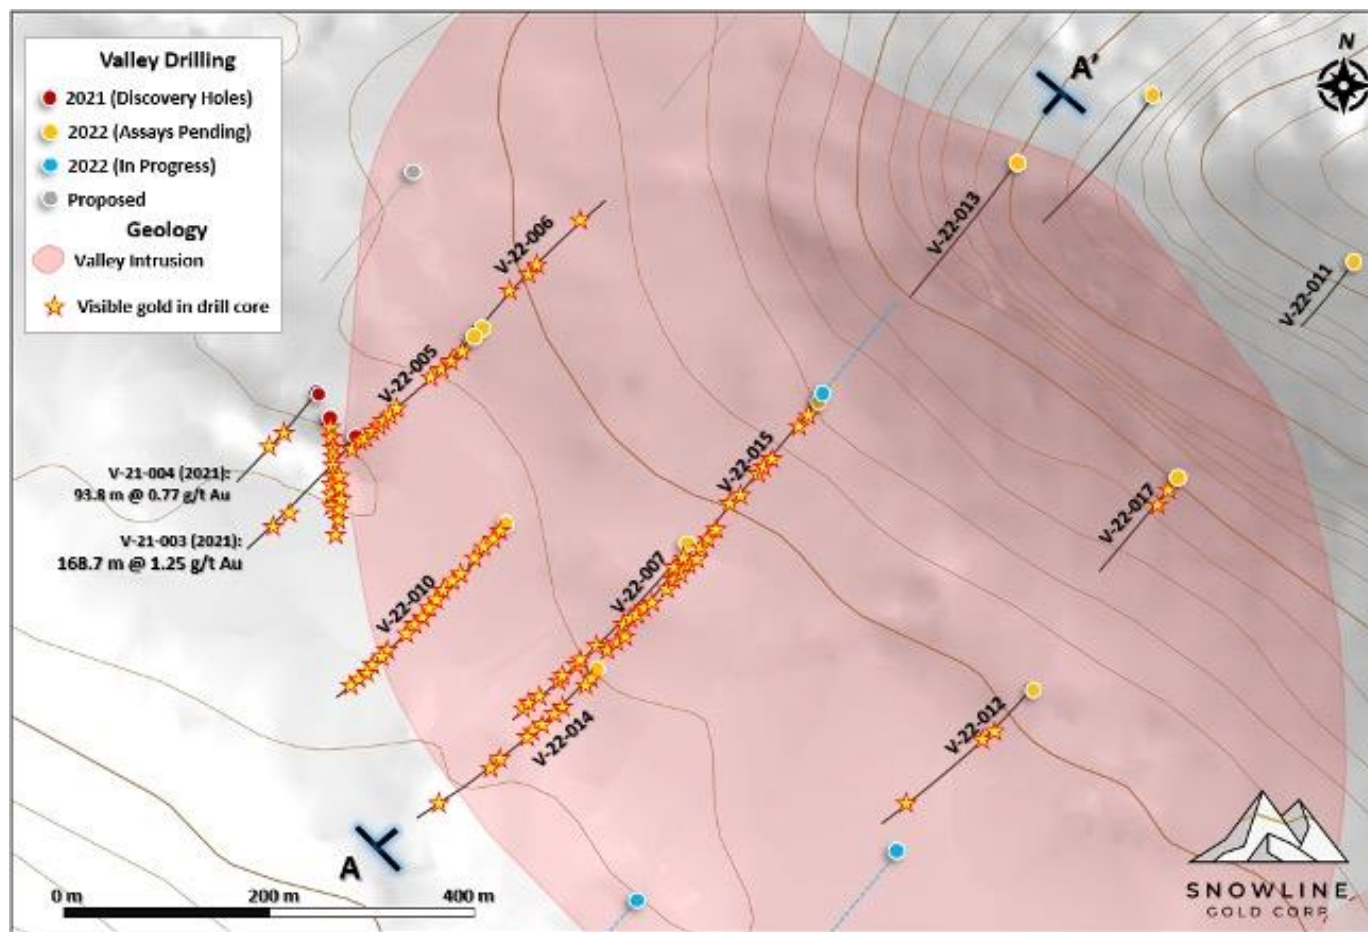 Valley Drilling
2021 (Discovery Holes)
2022 (Assays Pending)
2022 (In Progress)
Proposed
Geology
Valley Intrusion
Visible gold in drill core
N
A'
V-22-013
V-22-011
V-22-006
V-22-005
V-22-015
V-22-017
V-21-004 (2021):
93.8 m @ 0.77 g/t Au
V-21-003 (2021):
168.7 m @ 1.25 g/t Au
V-22-010
V-22-007
V-22-014
V-22-012
A
0 m
200 m
400 m
SNOWLINE
GOLD CORP